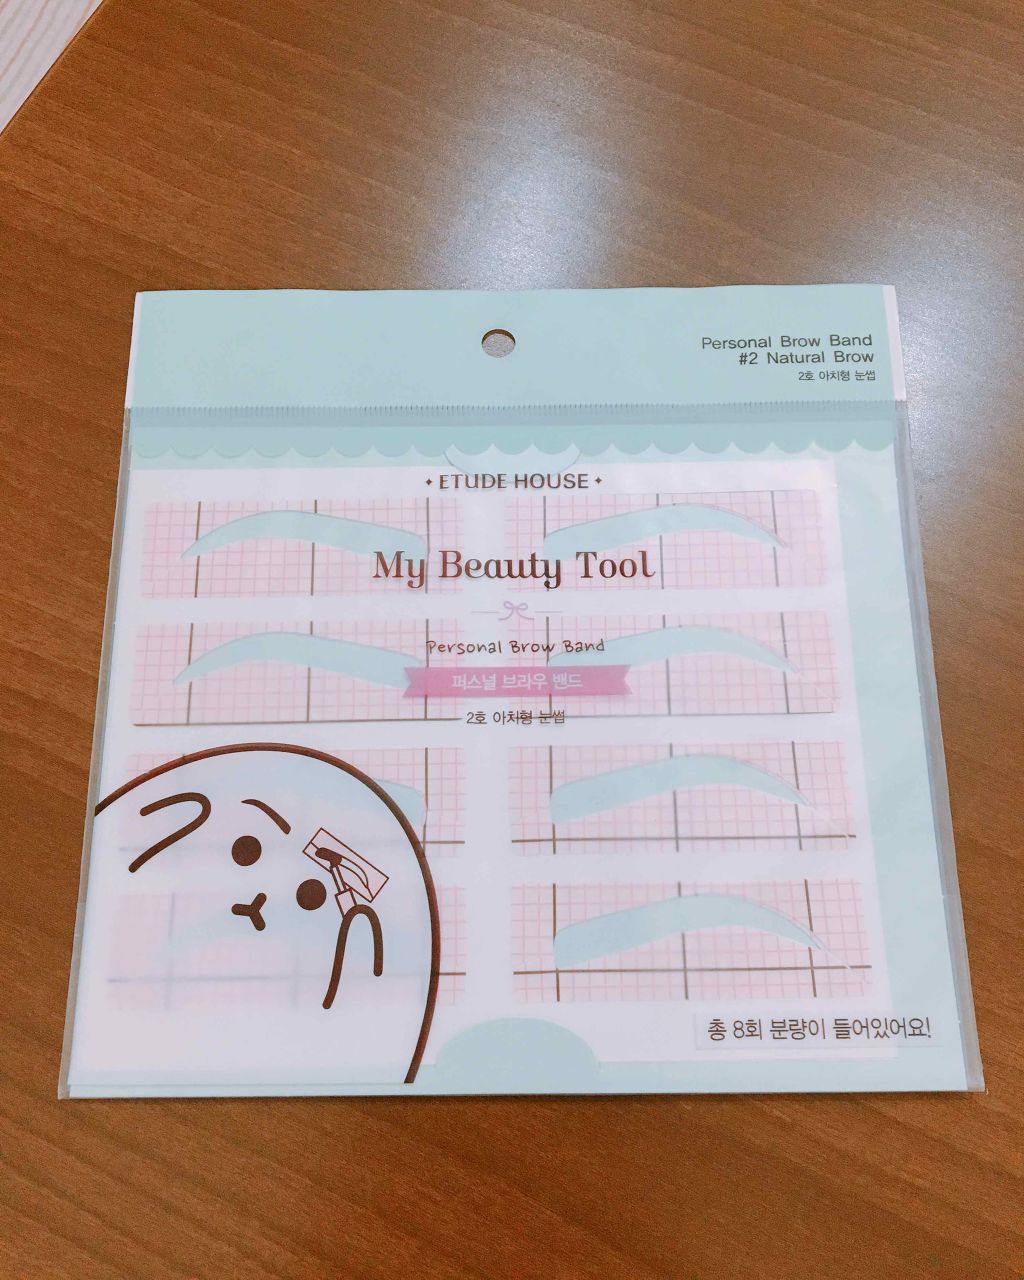 Personal Brow Band
#2 Natural Brow
2호 아치형 눈썹
ETUDE HOUSE
My Beauty Tool
Personal Brow Band
퍼스널 브라우 밴드
2호 아치형 눈썹
총 8회 분량이 들어있어요!